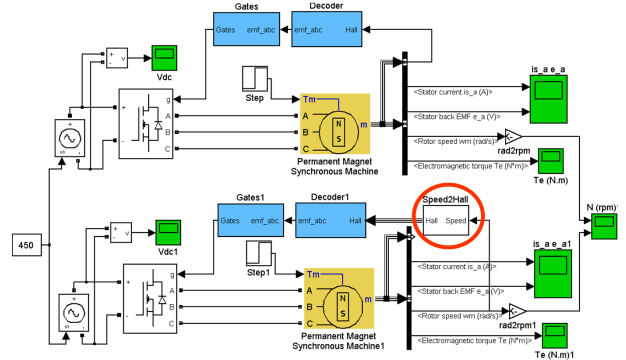 Gates
Decoder
Gates emf_abc
emf_abc Hall
is_a e_a
+
-
v
Vdc
Step
g
A
B
C
+
-
Tm
A
B
C
m
N
S
Permanent Magnet
Synchronous Machine
<Stator current is_a (A)>
<Stator back EMF e_a (V)>
<Rotor speed wm (rad/s)>
rad2rpm
<Electromagnetic torque Te (N*m)>
Te (N.m)
Speed2Hall
Hall Speed
N (rpm)1
Gates1
Decoder1
Gates emf_abc
emf_abc Hall
450
+
-
v
Vdc1
Step1
is_a e_a1
g
A
B
C
+
-
Tm
A
B
C
m
N
S
Permanent Magnet
Synchronous Machine1
<Stator current is_a (A)>
<Stator back EMF e_a (V)>
<Rotor speed wm (rad/s)>
rad2rpm1
<Electromagnetic torque Te (N*m)>
Te (N.m)1